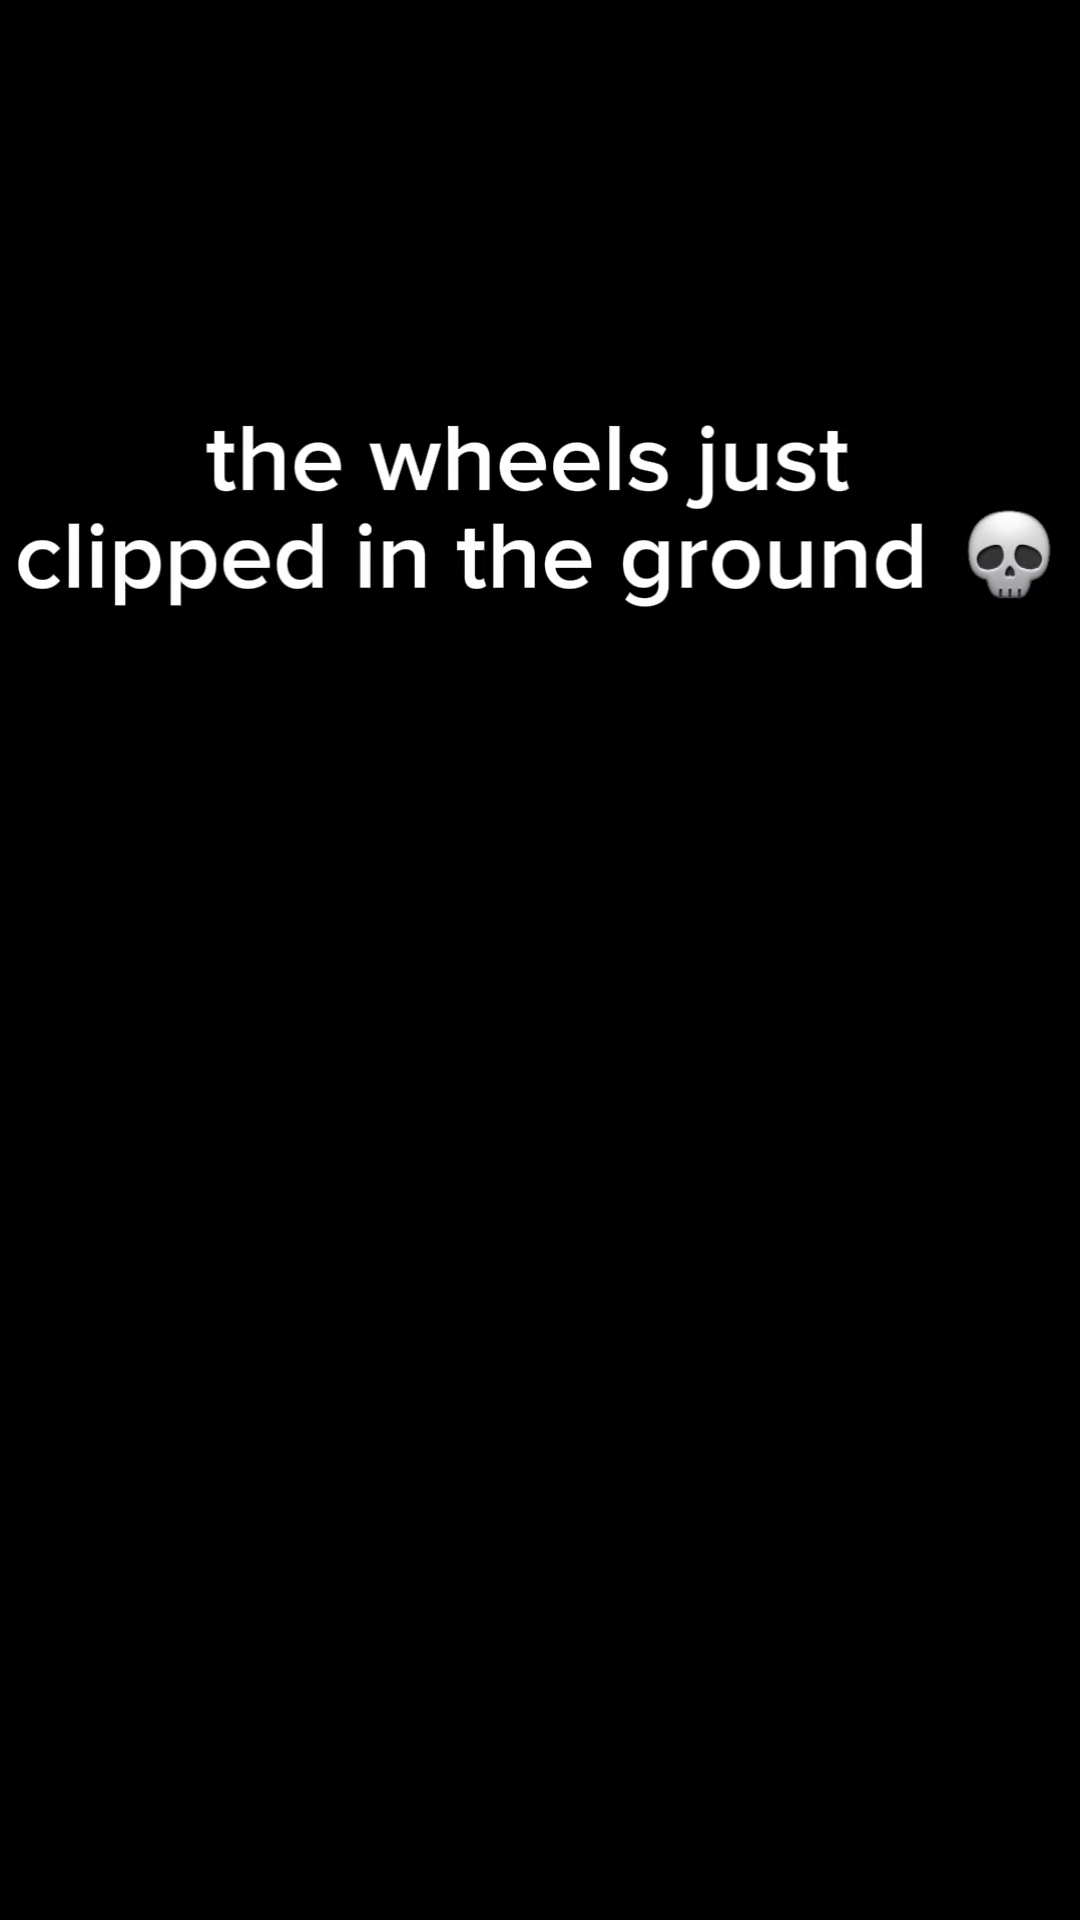 the wheels just
clipped in the ground 💀